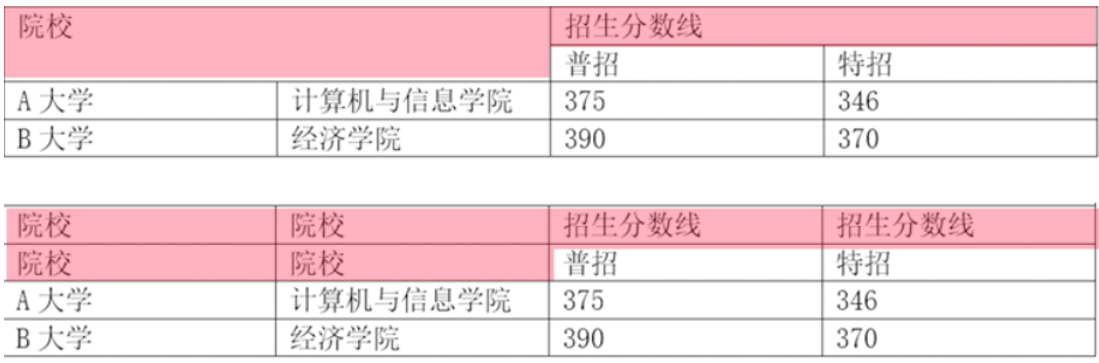 院校 招生分数线
普招 特招
A 大学 计算机与信息学院 375 346
B 大学 经济学院 390 370
院校 院校 招生分数线 招生分数线
院校 院校 普招 特招
A 大学 计算机与信息学院 375 346
B 大学 经济学院 390 370